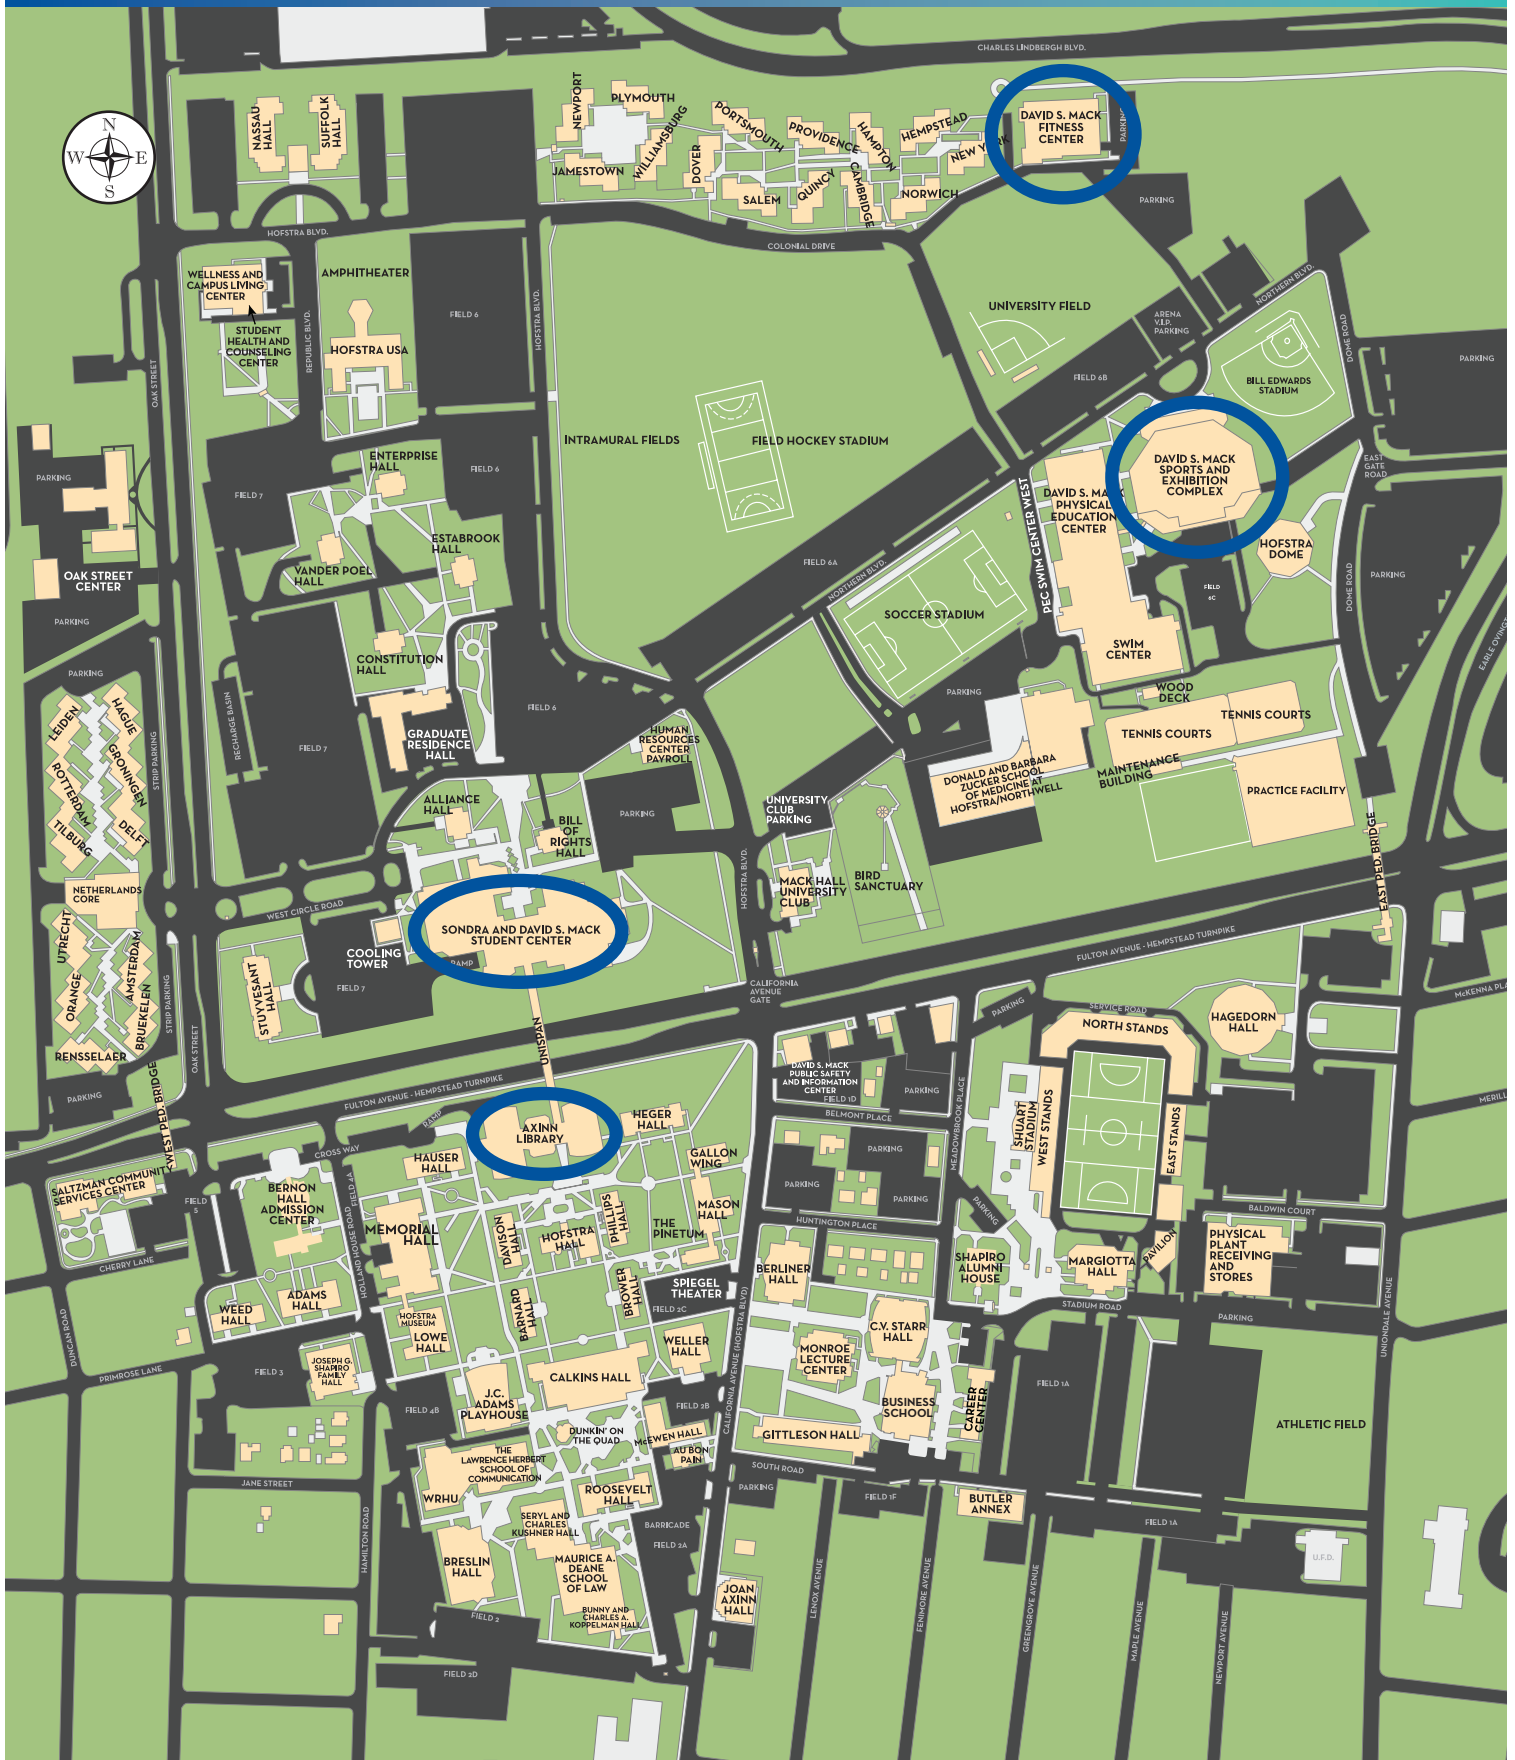 CHARLES LINDBERGH BLVD.
N
W
E
S
NASSAU
HALL
SUFFOLK
HALL
NEWPORT
PLYMOUTH
WILLIAMSBURG
JAMESTOWN
DOVER
PORTSMOUTH
PROVIDENCE
HAMPTON
HEMPSTEAD
NEW YORK
SALEM
QUINCY
CAMBRIDGE
NORWICH
DAVID S. MACK
FITNESS
CENTER
PARKING
PARKING
HOFSTRA BLVD.
COLONIAL DRIVE
WELLNESS AND
CAMPUS LIVING
CENTER
STUDENT
HEALTH AND
COUNSELING
CENTER
AMPHITHEATER
HOFSTRA USA
REPUBLIC BLVD.
FIELD 6
HOFSTRA BLVD.
OAK STREET
UNIVERSITY FIELD
ARENA
V.I.P.
PARKING
NORTHERN BLVD.
DOME ROAD
PARKING
FIELD 6B
BILL EDWARDS
STADIUM
INTRAMURAL FIELDS
FIELD HOCKEY STADIUM
ENTERPRISE
HALL
FIELD 6
FIELD 7
PARKING
DAVID S. MACK
SPORTS AND
EXHIBITION
COMPLEX
EAST
GATE
ROAD
DAVID S. MACK
PHYSICAL
EDUCATION
CENTER
PEC SWIM CENTER WEST
HOFSTRA
DOME
ESTABROOK
HALL
VANDER POEL
HALL
OAK STREET
CENTER
PARKING
FIELD 6A
NORTHERN BLVD.
FIELD
6C
DOME ROAD
PARKING
SOCCER STADIUM
SWIM
CENTER
EARLE OVINGTON
CONSTITUTION
HALL
PARKING
PARKING
WOOD
DECK
TENNIS COURTS
TENNIS COURTS
LEIDEN
HAGUE
GRONINGEN
ROTTERDAM
TILBURG
DELFT
STRIP PARKING
RECHARGE BASIN
FIELD 7
GRADUATE
RESIDENCE
HALL
FIELD 6
HUMAN
RESOURCES
CENTER
PAYROLL
DONALD AND BARBARA
ZUCKER SCHOOL
OF MEDICINE AT
HOFSTRA/NORTHWELL
MAINTENANCE
BUILDING
PRACTICE FACILITY
ALLIANCE
HALL
BILL
OF
RIGHTS
HALL
PARKING
UNIVERSITY
CLUB
PARKING
EAST PED. BRIDGE
NETHERLANDS
CORE
WEST CIRCLE ROAD
HOFSTRA BLVD.
MACK HALL
UNIVERSITY
CLUB
BIRD
SANCTUARY
SONDRA AND DAVID S. MACK
STUDENT CENTER
COOLING
TOWER
RAMP
UTRECHT
AMSTERDAM
ORANGE
BRUEKELEN
RENSSELAER
STRIP PARKING
STUYVESANT
HALL
FIELD 7
FULTON AVENUE - HEMPSTEAD TURNPIKE
CALIFORNIA
AVENUE
GATE
McKENNA PLA
PARKING
SERVICE ROAD
NORTH STANDS
HAGEDORN
HALL
OAK STREET
UNISPAN
DAVID S. MACK
PUBLIC SAFETY
AND INFORMATION
CENTER
FIELD 1D
PARKING
PARKING
WEST PED. BRIDGE
FULTON AVENUE - HEMPSTEAD TURNPIKE
MERILL
BELMONT PLACE
MEADOWBROOK PLACE
SHUART
STADIUM
WEST STANDS
EAST STANDS
RAMP
AXINN
LIBRARY
HEGER
HALL
CROSS WAY
HAUSER
HALL
GALLON
WING
PARKING
SALTZMAN COMMUNITY
SERVICES CENTER
FIELD
5
BERNON
HALL
ADMISSION
CENTER
FIELD 4A
PARKING
PARKING
PARKING
MEMORIAL
HALL
DAVISON
HALL
HOFSTRA
HALL
PHILLIPS
HALL
THE
PINETUM
MASON
HALL
HUNTINGTON PLACE
BALDWIN COURT
CHERRY LANE
HOLLAND HOUSE ROAD
BERLINER
HALL
SHAPIRO
ALUMNI
HOUSE
MARGIOTTA
HALL
PAVILION
PHYSICAL
PLANT
RECEIVING
AND
STORES
WEED
HALL
ADAMS
HALL
BARNARD
HALL
BROWER
HALL
SPIEGEL
THEATER
FIELD 2C
STADIUM ROAD
PARKING
HOFSTRA
MUSEUM
LOWE
HALL
WELLER
HALL
C.V. STARR
HALL
MONROE
LECTURE
CENTER
DUNCAN ROAD
UNIONDALE AVENUE
PRIMROSE LANE
FIELD 3
JOSEPH G.
SHAPIRO
FAMILY
HALL
CALKINS HALL
CALIFORNIA AVENUE (HOFSTRA BLVD)
FIELD 1A
J.C.
ADAMS
PLAYHOUSE
FIELD 4B
FIELD 2B
BUSINESS
SCHOOL
CAREER
CENTER
ATHLETIC FIELD
DUNKIN' ON
THE QUAD
McEWEN HALL
AU BON
PAIN
GITTLESON HALL
THE
LAWRENCE HERBERT
SCHOOL OF
COMMUNICATION
SOUTH ROAD
JANE STREET
WRHU
ROOSEVELT
HALL
PARKING
FIELD 1F
BUTLER
ANNEX
SERYL AND
CHARLES
KUSHNER HALL
BARRICADE
FIELD 2A
FIELD 1A
HAMILTON ROAD
BRESLIN
HALL
MAURICE A.
DEANE
SCHOOL
OF LAW
U.F.D.
JOAN
AXINN
HALL
LENOX AVENUE
FENIMORE AVENUE
GREENGROVE AVENUE
MAPLE AVENUE
NEWPORT AVENUE
BUNNY AND
CHARLES A.
KOPPELMAN HALL
FIELD 2
FIELD 2D